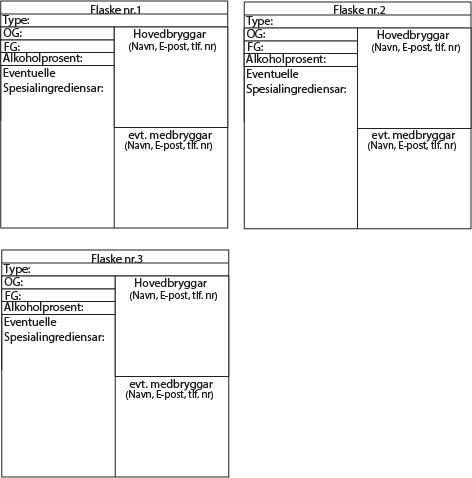 Flaske nr.1
Type:
OG:
FG:
Alkoholprosent:
Eventuelle
Spesialingrediensar:
Hovedbryggar
(Navn, E-post, tlf. nr)
evt. medbryggar
(Navn, E-post, tlf. nr)
Flaske nr.2
Type:
OG:
FG:
Alkoholprosent:
Eventuelle
Spesialingrediensar:
Hovedbryggar
(Navn, E-post, tlf. nr)
evt. medbryggar
(Navn, E-post, tlf. nr)
Flaske nr.3
Type:
OG:
FG:
Alkoholprosent:
Eventuelle
Spesialingrediensar:
Hovedbryggar
(Navn, E-post, tlf. nr)
evt. medbryggar
(Navn, E-post, tlf. nr)